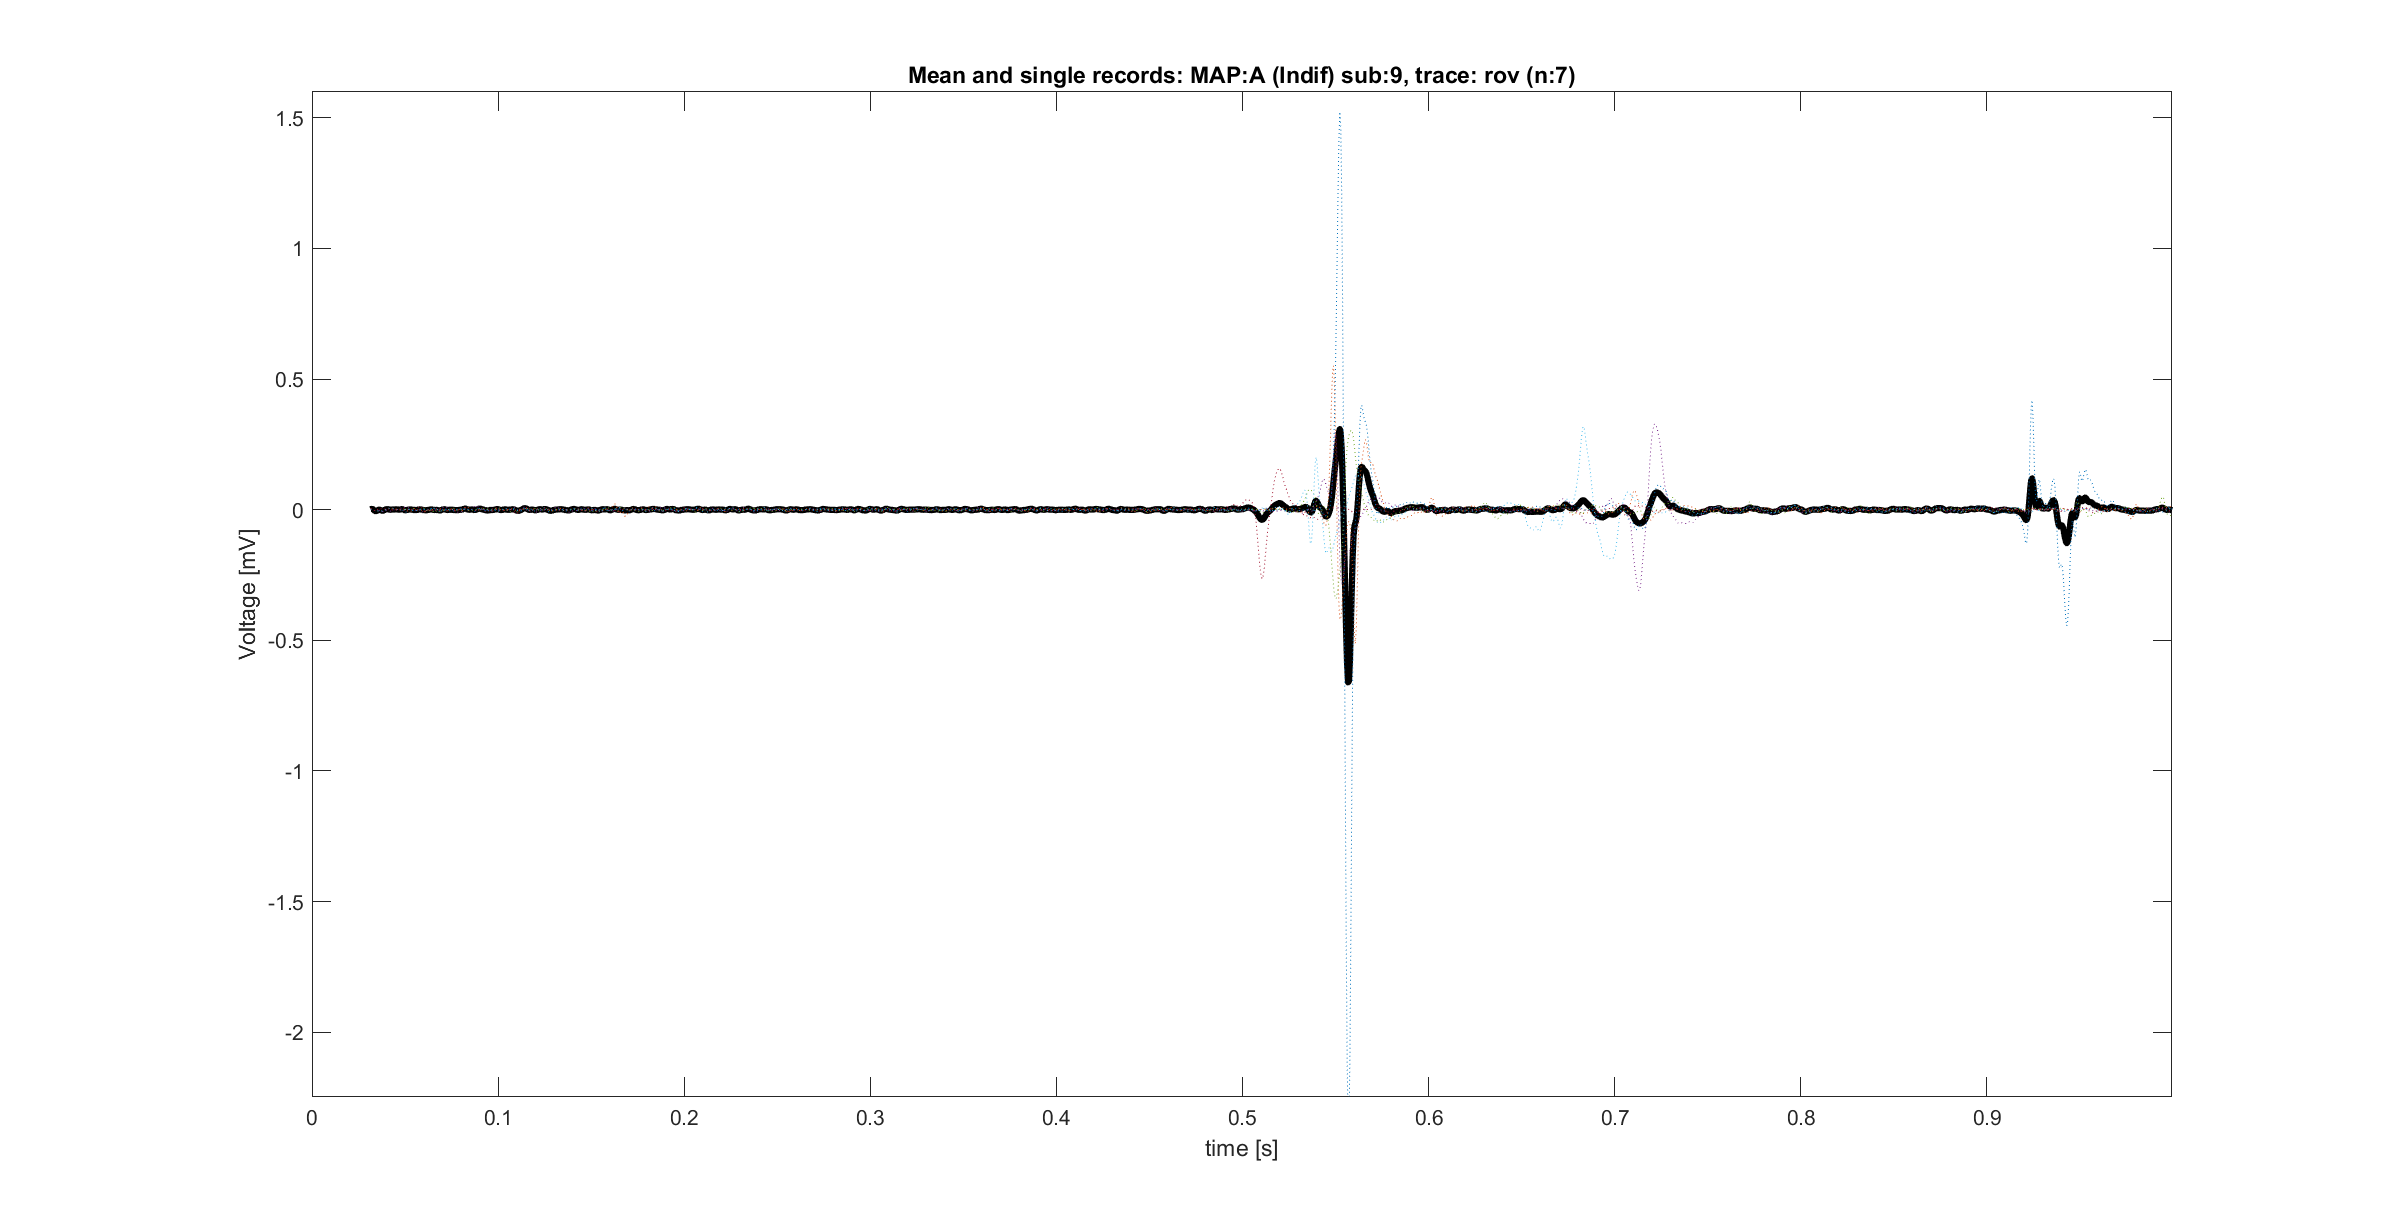 Mean and single records: MAP:A (Indif) sub:9, trace: rov (n:7)
1.5
1
0.5
0
-0.5
-1
-1.5
-2
Voltage [mV]
0 0.1 0.2 0.3 0.4 0.5 0.6 0.7 0.8 0.9
time [s]